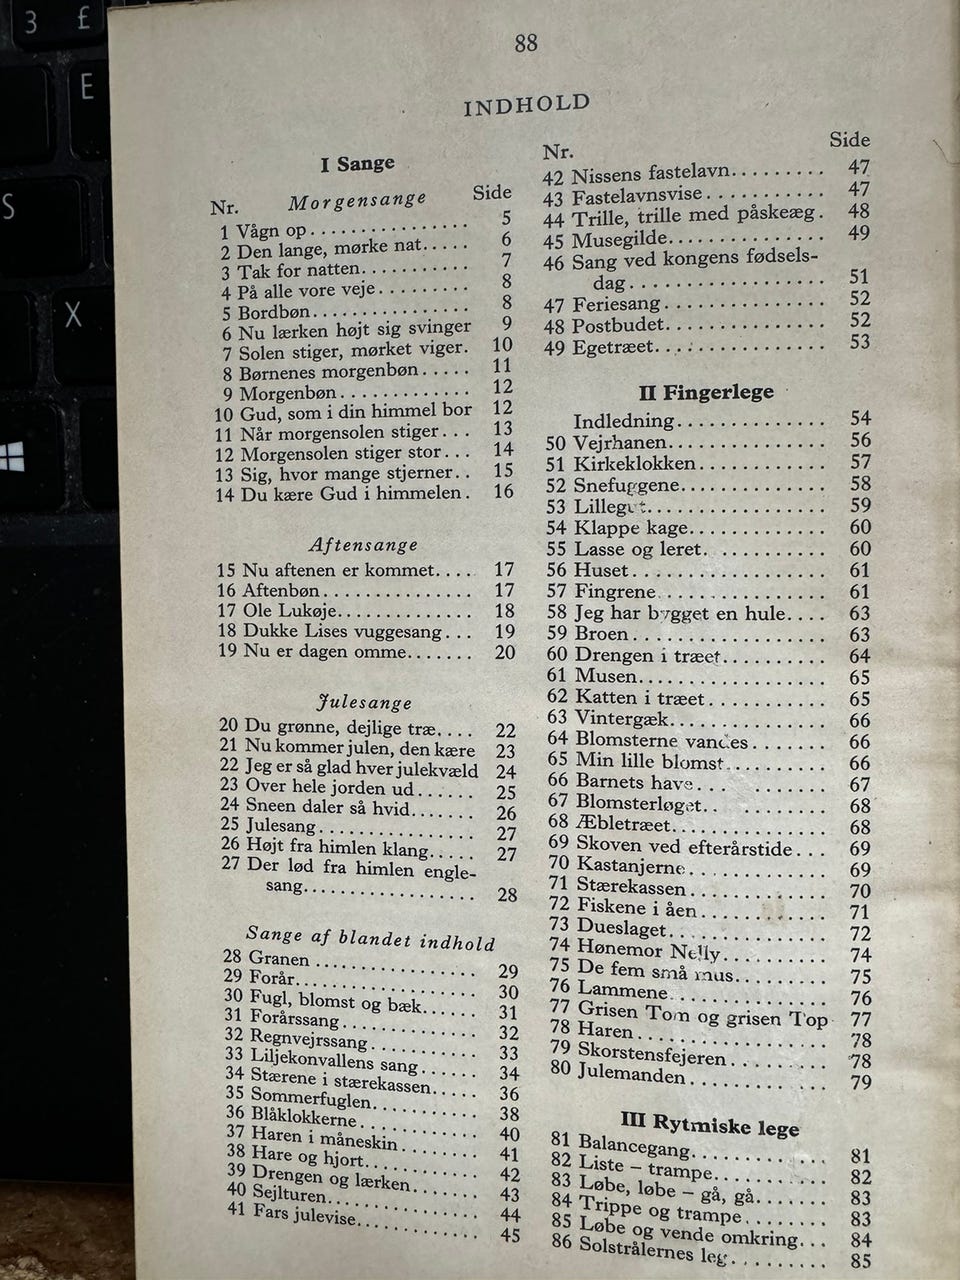 88
INDHOLD
I Sange
Nr. Morgensange Side
1 Vågn op................ 5
2 Den lange, mørke nat..... 6
3 Tak for natten........... 7
4 På alle vore veje......... 8
5 Bordbøn................ 8
6 Nu lærken højt sig svinger 9
7 Solen stiger, mørket viger. 10
8 Børnenes morgenbøn..... 11
9 Morgenbøn............. 12
10 Gud, som i din himmel bor 12
11 Når morgensolen stiger... 13
12 Morgensolen stiger stor... 14
13 Sig, hvor mange stjerner.. 15
14 Du kære Gud i himmelen. 16
Aftensange
15 Nu aftenen er kommet.... 17
16 Aftenbøn............... 17
17 Ole Lukøje.............. 18
18 Dukke Lises vuggesang... 19
19 Nu er dagen omme....... 20
Julesange
20 Du grønne, dejlige træ.... 22
21 Nu kommer julen, den kære 23
22 Jeg er så glad hver julekvæld 24
23 Over hele jorden ud...... 25
24 Sneen daler så hvid....... 26
25 Julesang................ 27
26 Højt fra himlen klang..... 27
27 Der lød fra himlen engle-
sang................ 28
Sange af blandet indhold
28 Granen ................ 29
29 Forår.................. 30
30 Fugl, blomst og bæk...... 31
31 Forårssang.............. 32
32 Regnvejrssang........... 33
33 Liljekonvallens sang...... 34
34 Stærene i stærekassen..... 36
35 Sommerfuglen........... 38
36 Blåklokkerne............ 40
37 Haren i måneskin........ 41
38 Hare og hjort............ 42
39 Drengen og lærken....... 43
40 Sejlturen................ 44
41 Fars julevise............. 45
Nr. Side
42 Nissens fastelavn......... 47
43 Fastelavnsvise............ 47
44 Trille, trille med påskeæg. 48
45 Musegilde............... 49
46 Sang ved kongens fødsels-
dag.................. 51
47 Feriesang............... 52
48 Postbudet............... 52
49 Egetræet................ 53
II Fingerlege
Indledning.............. 54
50 Vejrhanen............... 56
51 Kirkeklokken............ 57
52 Snefuggene.............. 58
53 Lillegut................. 59
54 Klappe kage............. 60
55 Lasse og leret............ 60
56 Huset.................. 61
57 Fingrene................ 61
58 Jeg har bygget en hule.... 63
59 Broen.................. 63
60 Drengen i træet.......... 64
61 Musen.................. 65
62 Katten i træet............ 65
63 Vintergæk............... 66
64 Blomsterne vandes....... 66
65 Min lille blomst.......... 66
66 Barnets have............ 67
67 Blomsterløget............ 68
68 Æbletræet............... 68
69 Skoven ved efterårstide... 69
70 Kastanjerne............. 69
71 Stærekassen............. 70
72 Fiskene i åen............ 71
73 Dueslaget............... 72
74 Hønemor Nelly.......... 74
75 De fem små mus......... 75
76 Lammene............... 76
77 Grisen Tom og grisen Top 77
78 Haren.................. 78
79 Skorstensfejeren......... 78
80 Julemanden............. 79
III Rytmiske lege
81 Balancegang............. 81
82 Liste – trampe........... 82
83 Løbe, løbe – gå, gå....... 83
84 Trippe og trampe........ 83
85 Løbe og vende omkring... 84
86 Solstrålernes leg......... 85
3 £
E
S
X